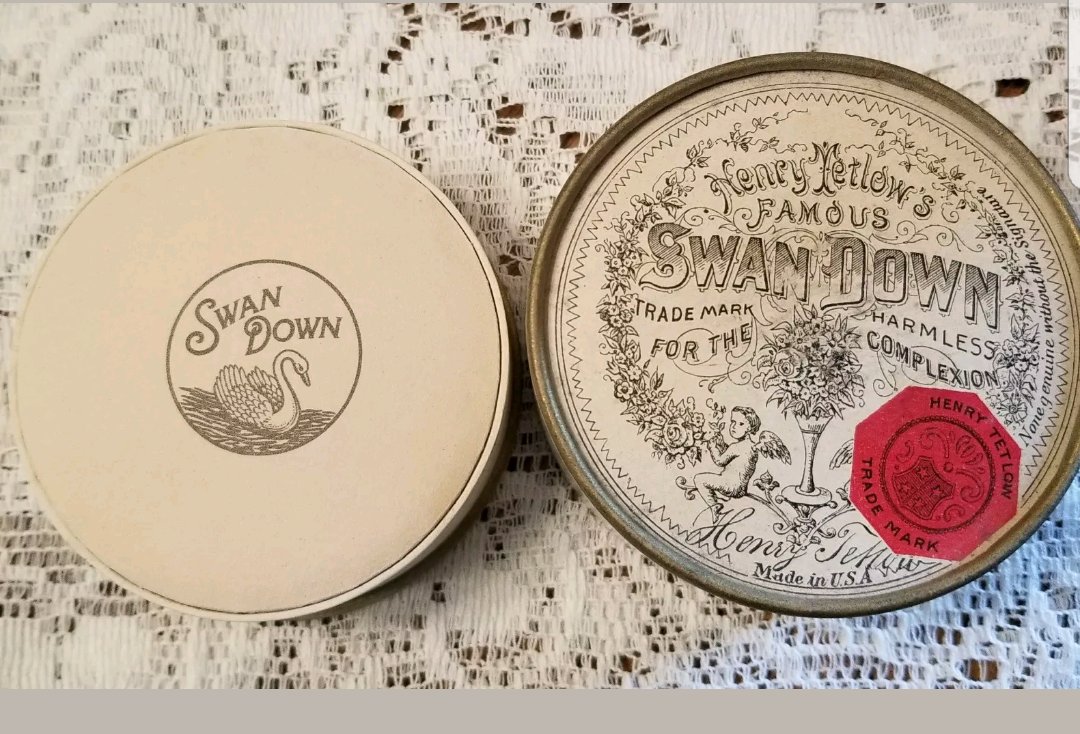 SWAN
DOWN
Henry Tetlow's
FAMOUS
SWAN DOWN
TRADE MARK
HARMLESS
FOR THE
COMPLEXION
None genuine without the Signature
HENRY TETLOW
TRADE MARK
Henry Tetlow
Made in U.S.A